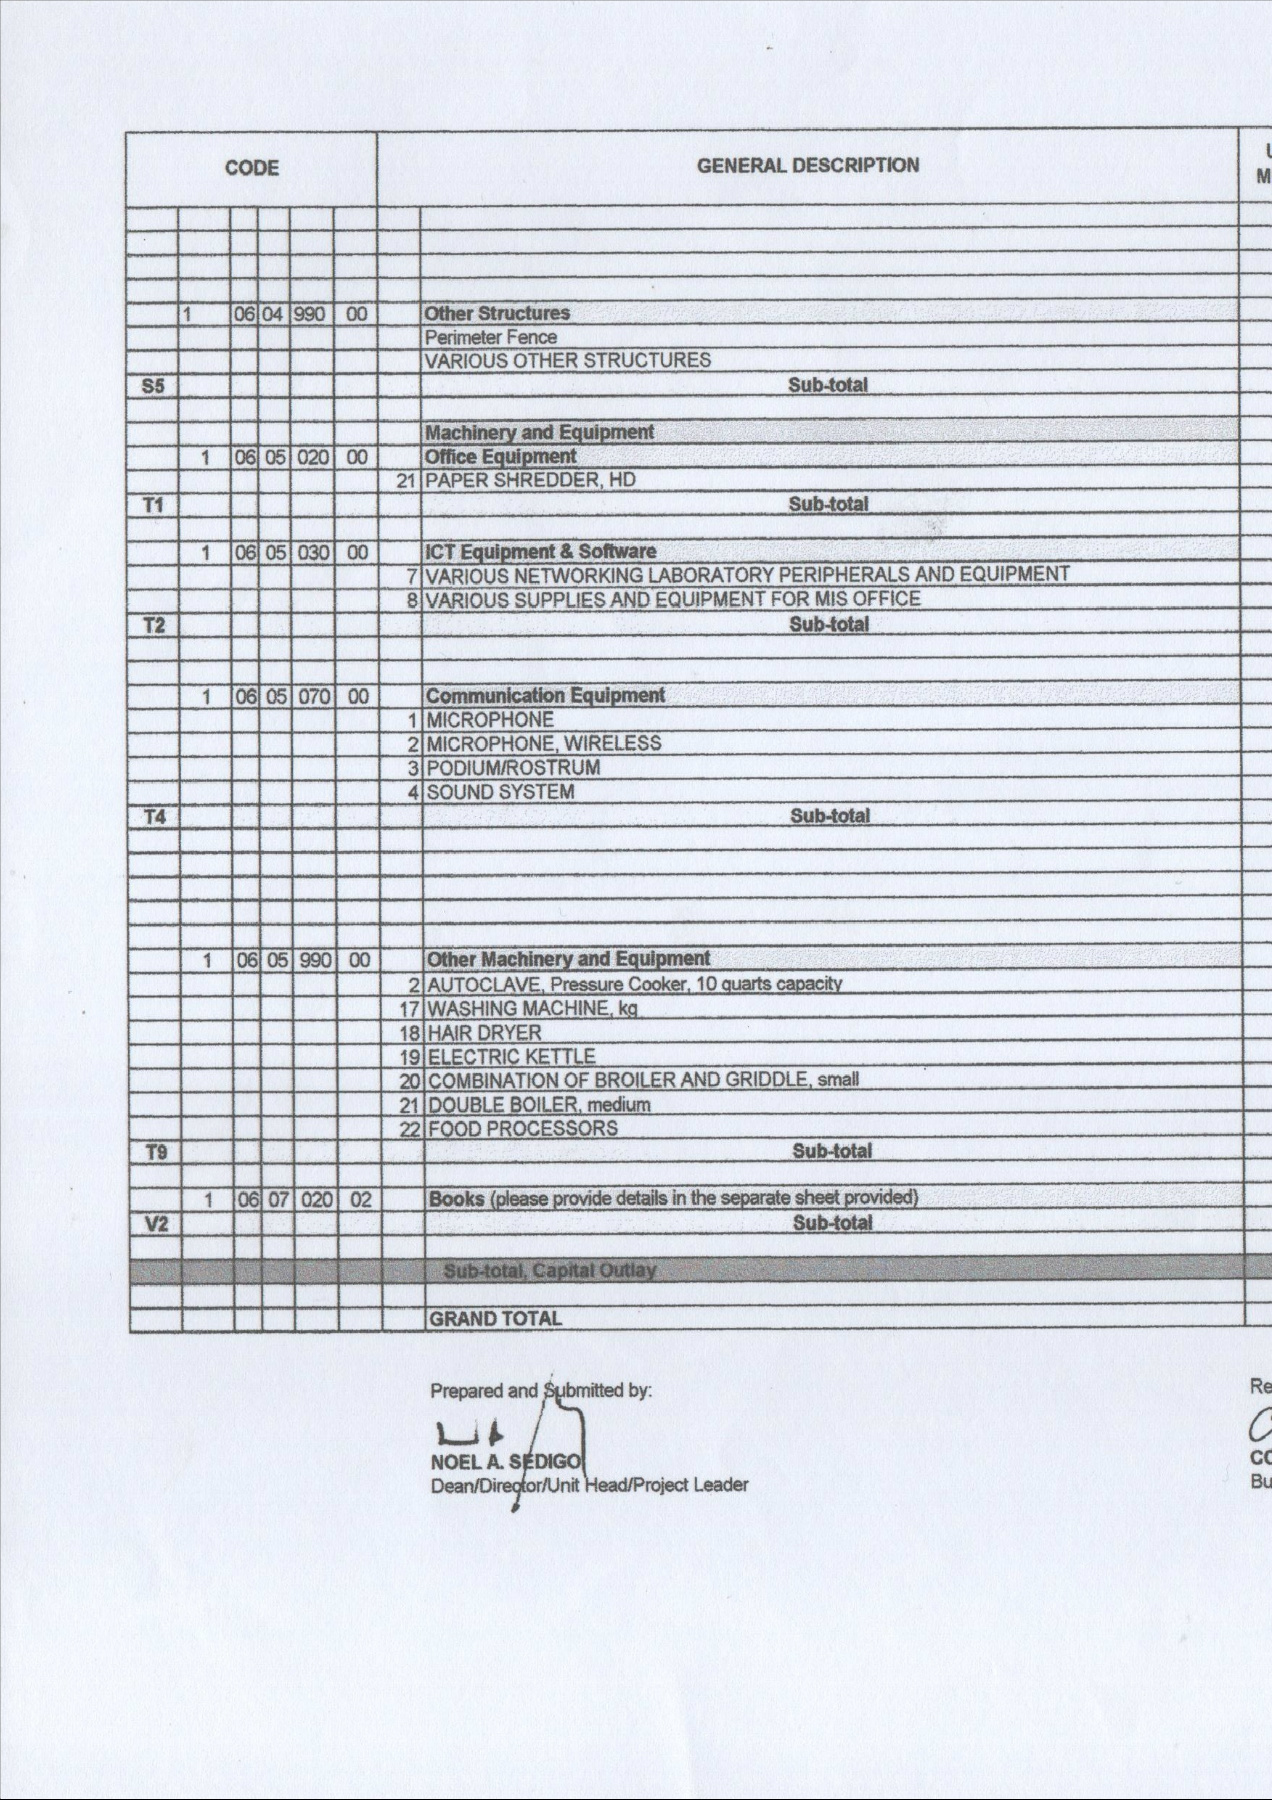 CODE GENERAL DESCRIPTION U
M
1 06 04 990 00 Other Structures
Perimeter Fence
VARIOUS OTHER STRUCTURES
S5 Sub-total
Machinery and Equipment
1 06 05 020 00 Office Equipment
21 PAPER SHREDDER, HD
T1 Sub-total
1 06 05 030 00 ICT Equipment & Software
7 VARIOUS NETWORKING LABORATORY PERIPHERALS AND EQUIPMENT
8 VARIOUS SUPPLIES AND EQUIPMENT FOR MIS OFFICE
T2 Sub-total
1 06 05 070 00 Communication Equipment
1 MICROPHONE
2 MICROPHONE, WIRELESS
3 PODIUM/ROSTRUM
4 SOUND SYSTEM
T4 Sub-total
1 06 05 990 00 Other Machinery and Equipment
2 AUTOCLAVE, Pressure Cooker, 10 quarts capacity
17 WASHING MACHINE, kg
18 HAIR DRYER
19 ELECTRIC KETTLE
20 COMBINATION OF BROILER AND GRIDDLE, small
21 DOUBLE BOILER, medium
22 FOOD PROCESSORS
T9 Sub-total
1 06 07 020 02 Books (please provide details in the separate sheet provided)
V2 Sub-total
Sub-total, Capital Outlay
GRAND TOTAL
Prepared and Submitted by: Re
NOEL A. SEDIGO CO
Dean/Director/Unit Head/Project Leader Bu